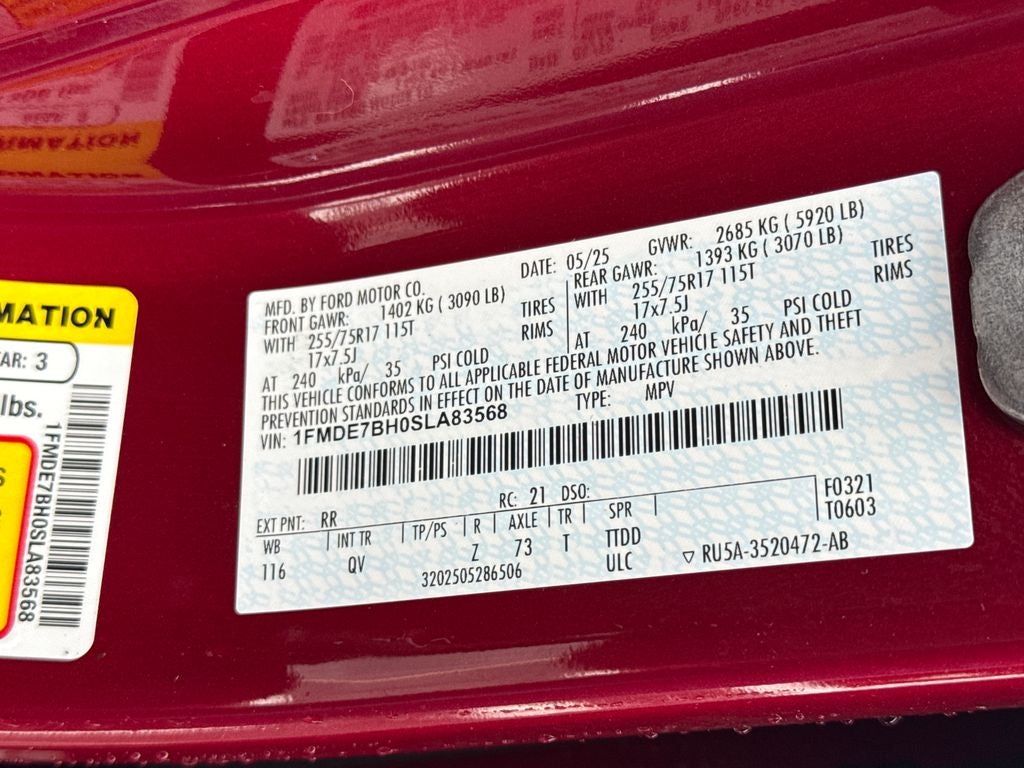 MFD. BY FORD MOTOR CO.
DATE: 05/25 GVWR: 2685 KG ( 5920 LB)
FRONT GAWR: 1402 KG ( 3090 LB)
REAR GAWR: 1393 KG ( 3070 LB)
WITH 255/75R17 115T TIRES
WITH 255/75R17 115T TIRES
17x7.5J RIMS
17x7.5J RIMS
AT 240 kPa/ 35 PSI COLD
AT 240 kPa/ 35 PSI COLD
THIS VEHICLE CONFORMS TO ALL APPLICABLE FEDERAL MOTOR VEHICLE SAFETY AND THEFT
PREVENTION STANDARDS IN EFFECT ON THE DATE OF MANUFACTURE SHOWN ABOVE.
VIN: 1FMDE7BH0SLA83568 TYPE: MPV
EXT PNT: RR RC: 21 DSO:
WB INT TR TP/PS R AXLE TR SPR
116 QV Z 73 T TTDD
ULC
F0321
T0603
3202505286506
▽ RU5A-3520472-AB
MATION
AR: 3
lbs.
1FMDE7BH0SLA83568